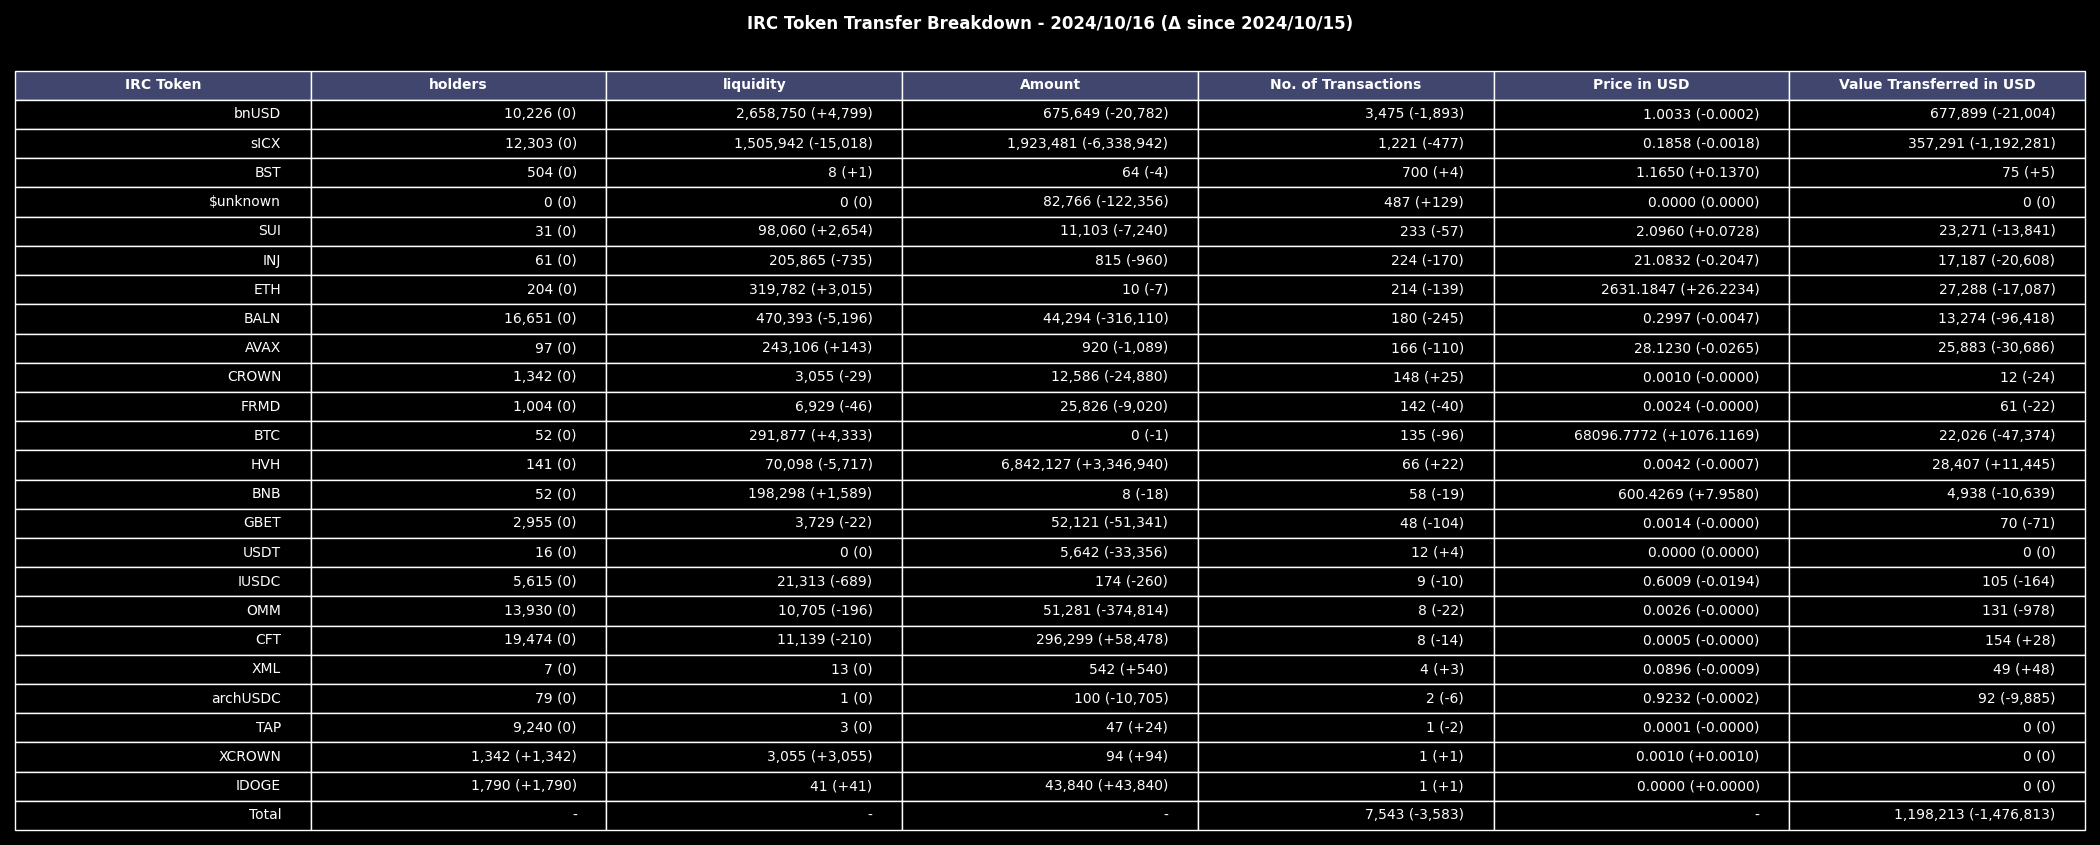 IRC Token Transfer Breakdown - 2024/10/16 (Δ since 2024/10/15)
IRC Token holders liquidity Amount No. of Transactions Price in USD Value Transferred in USD
bnUSD 10,226 (0) 2,658,750 (+4,799) 675,649 (-20,782) 3,475 (-1,893) 1.0033 (-0.0002) 677,899 (-21,004)
sICX 12,303 (0) 1,505,942 (-15,018) 1,923,481 (-6,338,942) 1,221 (-477) 0.1858 (-0.0018) 357,291 (-1,192,281)
BST 504 (0) 8 (+1) 64 (-4) 700 (+4) 1.1650 (+0.1370) 75 (+5)
$unknown 0 (0) 0 (0) 82,766 (-122,356) 487 (+129) 0.0000 (0.0000) 0 (0)
SUI 31 (0) 98,060 (+2,654) 11,103 (-7,240) 233 (-57) 2.0960 (+0.0728) 23,271 (-13,841)
INJ 61 (0) 205,865 (-735) 815 (-960) 224 (-170) 21.0832 (-0.2047) 17,187 (-20,608)
ETH 204 (0) 319,782 (+3,015) 10 (-7) 214 (-139) 2631.1847 (+26.2234) 27,288 (-17,087)
BALN 16,651 (0) 470,393 (-5,196) 44,294 (-316,110) 180 (-245) 0.2997 (-0.0047) 13,274 (-96,418)
AVAX 97 (0) 243,106 (+143) 920 (-1,089) 166 (-110) 28.1230 (-0.0265) 25,883 (-30,686)
CROWN 1,342 (0) 3,055 (-29) 12,586 (-24,880) 148 (+25) 0.0010 (-0.0000) 12 (-24)
FRMD 1,004 (0) 6,929 (-46) 25,826 (-9,020) 142 (-40) 0.0024 (-0.0000) 61 (-22)
BTC 52 (0) 291,877 (+4,333) 0 (-1) 135 (-96) 68096.7772 (+1076.1169) 22,026 (-47,374)
HVH 141 (0) 70,098 (-5,717) 6,842,127 (+3,346,940) 66 (+22) 0.0042 (-0.0007) 28,407 (+11,445)
BNB 52 (0) 198,298 (+1,589) 8 (-18) 58 (-19) 600.4269 (+7.9580) 4,938 (-10,639)
GBET 2,955 (0) 3,729 (-22) 52,121 (-51,341) 48 (-104) 0.0014 (-0.0000) 70 (-71)
USDT 16 (0) 0 (0) 5,642 (-33,356) 12 (+4) 0.0000 (0.0000) 0 (0)
IUSDC 5,615 (0) 21,313 (-689) 174 (-260) 9 (-10) 0.6009 (-0.0194) 105 (-164)
OMM 13,930 (0) 10,705 (-196) 51,281 (-374,814) 8 (-22) 0.0026 (-0.0000) 131 (-978)
CFT 19,474 (0) 11,139 (-210) 296,299 (+58,478) 8 (-14) 0.0005 (-0.0000) 154 (+28)
XML 7 (0) 13 (0) 542 (+540) 4 (+3) 0.0896 (-0.0009) 49 (+48)
archUSDC 79 (0) 1 (0) 100 (-10,705) 2 (-6) 0.9232 (-0.0002) 92 (-9,885)
TAP 9,240 (0) 3 (0) 47 (+24) 1 (-2) 0.0001 (-0.0000) 0 (0)
XCROWN 1,342 (+1,342) 3,055 (+3,055) 94 (+94) 1 (+1) 0.0010 (+0.0010) 0 (0)
IDOGE 1,790 (+1,790) 41 (+41) 43,840 (+43,840) 1 (+1) 0.0000 (+0.0000) 0 (0)
Total - - - 7,543 (-3,583) - 1,198,213 (-1,476,813)